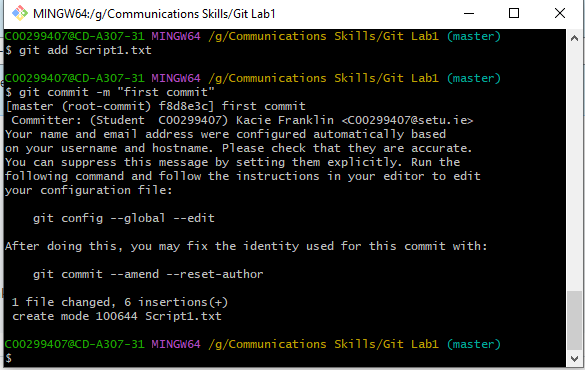 MINGW64:/g/Communications Skills/Git Lab1
C00299407@CD-A307-31 MINGW64 /g/Communications Skills/Git Lab1 (master)
$ git add Script1.txt
C00299407@CD-A307-31 MINGW64 /g/Communications Skills/Git Lab1 (master)
$ git commit -m "first commit"
[master (root-commit) f8d8e3c] first commit
 Committer: (Student  C00299407) Kacie Franklin <C00299407@setu.ie>
Your name and email address were configured automatically based
on your username and hostname. Please check that they are accurate.
You can suppress this message by setting them explicitly. Run the
following command and follow the instructions in your editor to edit
your configuration file:
    git config --global --edit
After doing this, you may fix the identity used for this commit with:
    git commit --amend --reset-author
 1 file changed, 6 insertions(+)
 create mode 100644 Script1.txt
C00299407@CD-A307-31 MINGW64 /g/Communications Skills/Git Lab1 (master)
$